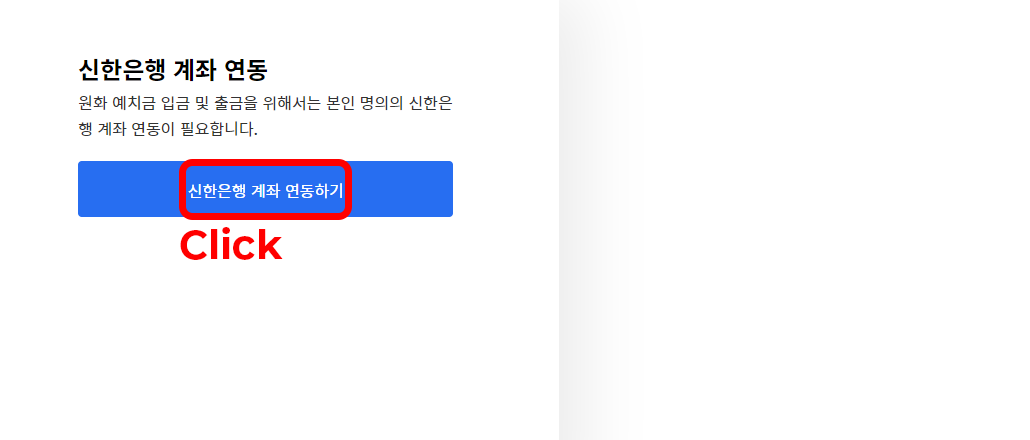 신한은행 계좌 연동
원화 예치금 입금 및 출금을 위해서는 본인 명의의 신한은
행 계좌 연동이 필요합니다.
신한은행 계좌 연동하기
Click